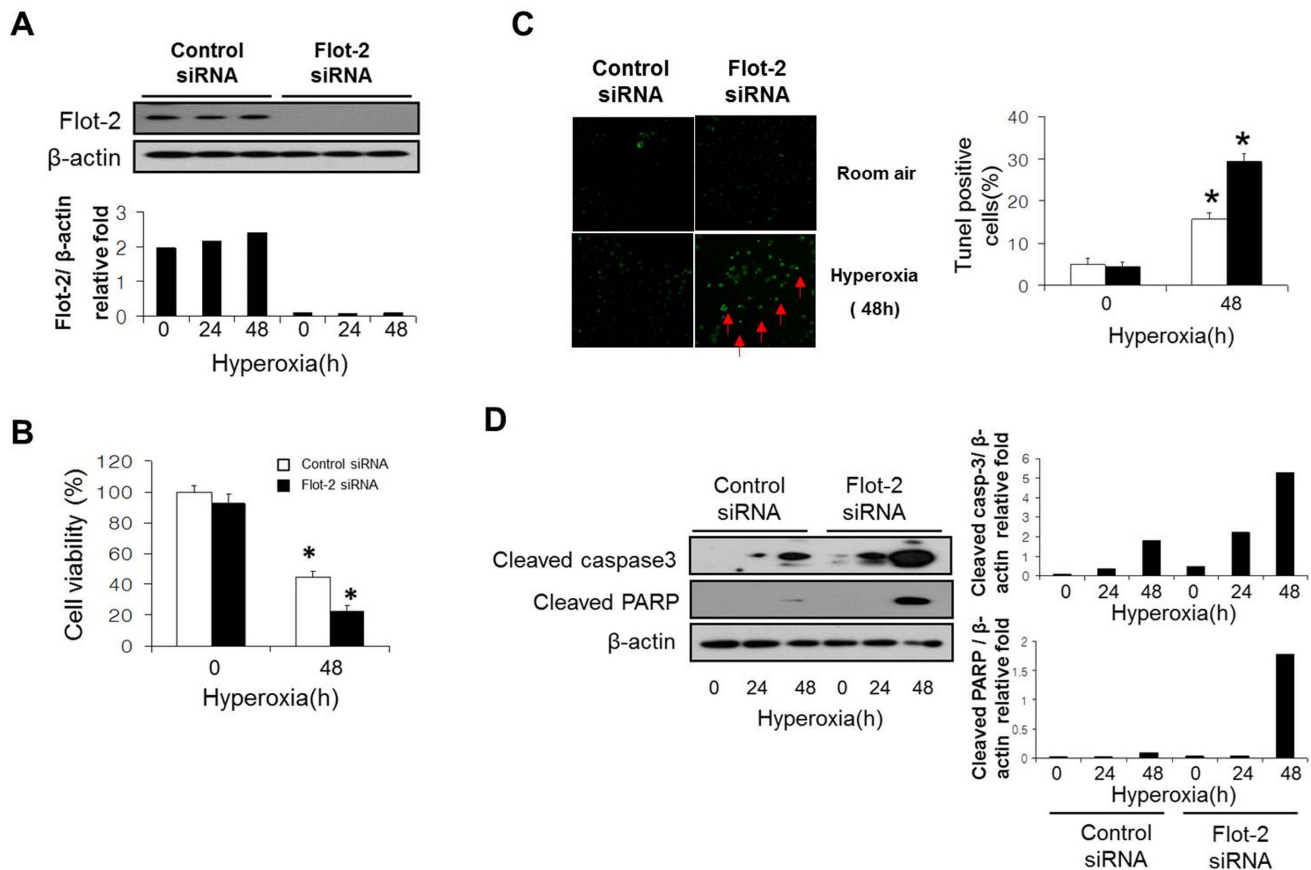 A
Control
siRNA
Flot-2
siRNA
Flot-2
β-actin
Flot-2/ β-actin
relative fold
3
2
1
0
0 24 48 0 24 48
Hyperoxia(h)
B
Cell viability (%)
120
100
80
60
40
20
0
Control siRNA
Flot-2 siRNA
*
*
0 48
Hyperoxia(h)
C
Control
siRNA
Flot-2
siRNA
Room air
Hyperoxia
( 48h)
Tunel positive
cells(%)
40
30
20
10
0
*
*
0 48
Hyperoxia(h)
D
Control
siRNA
Flot-2
siRNA
Cleaved caspase3
Cleaved PARP
β-actin
0 24 48 0 24 48
Hyperoxia(h)
Cleaved casp-3/ β-
actin relative fold
6
5
4
3
2
1
0
0 24 48 0 24 48
Cleaved PARP / β-
actin relative fold
2
1.5
1
0.5
0
0 24 48 0 24 48
Hyperoxia(h)
Control
siRNA
Flot-2
siRNA